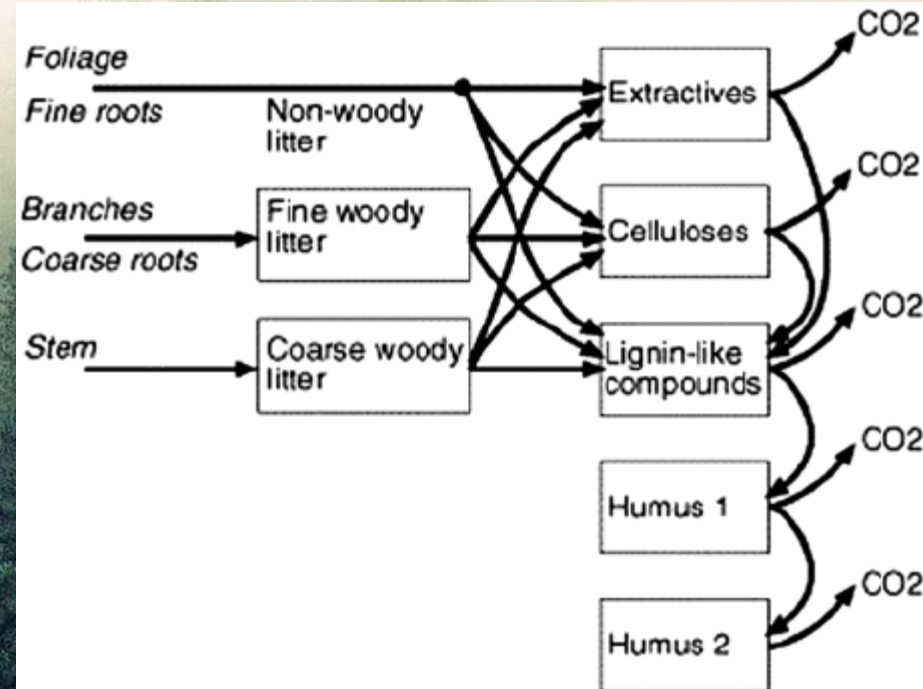 Foliage
Fine roots
Non-woody
litter
Branches
Coarse roots
Fine woody
litter
Stem
Coarse woody
litter
Extractives
Celluloses
Lignin-like
compounds
Humus 1
Humus 2
CO2
CO2
CO2
CO2
CO2